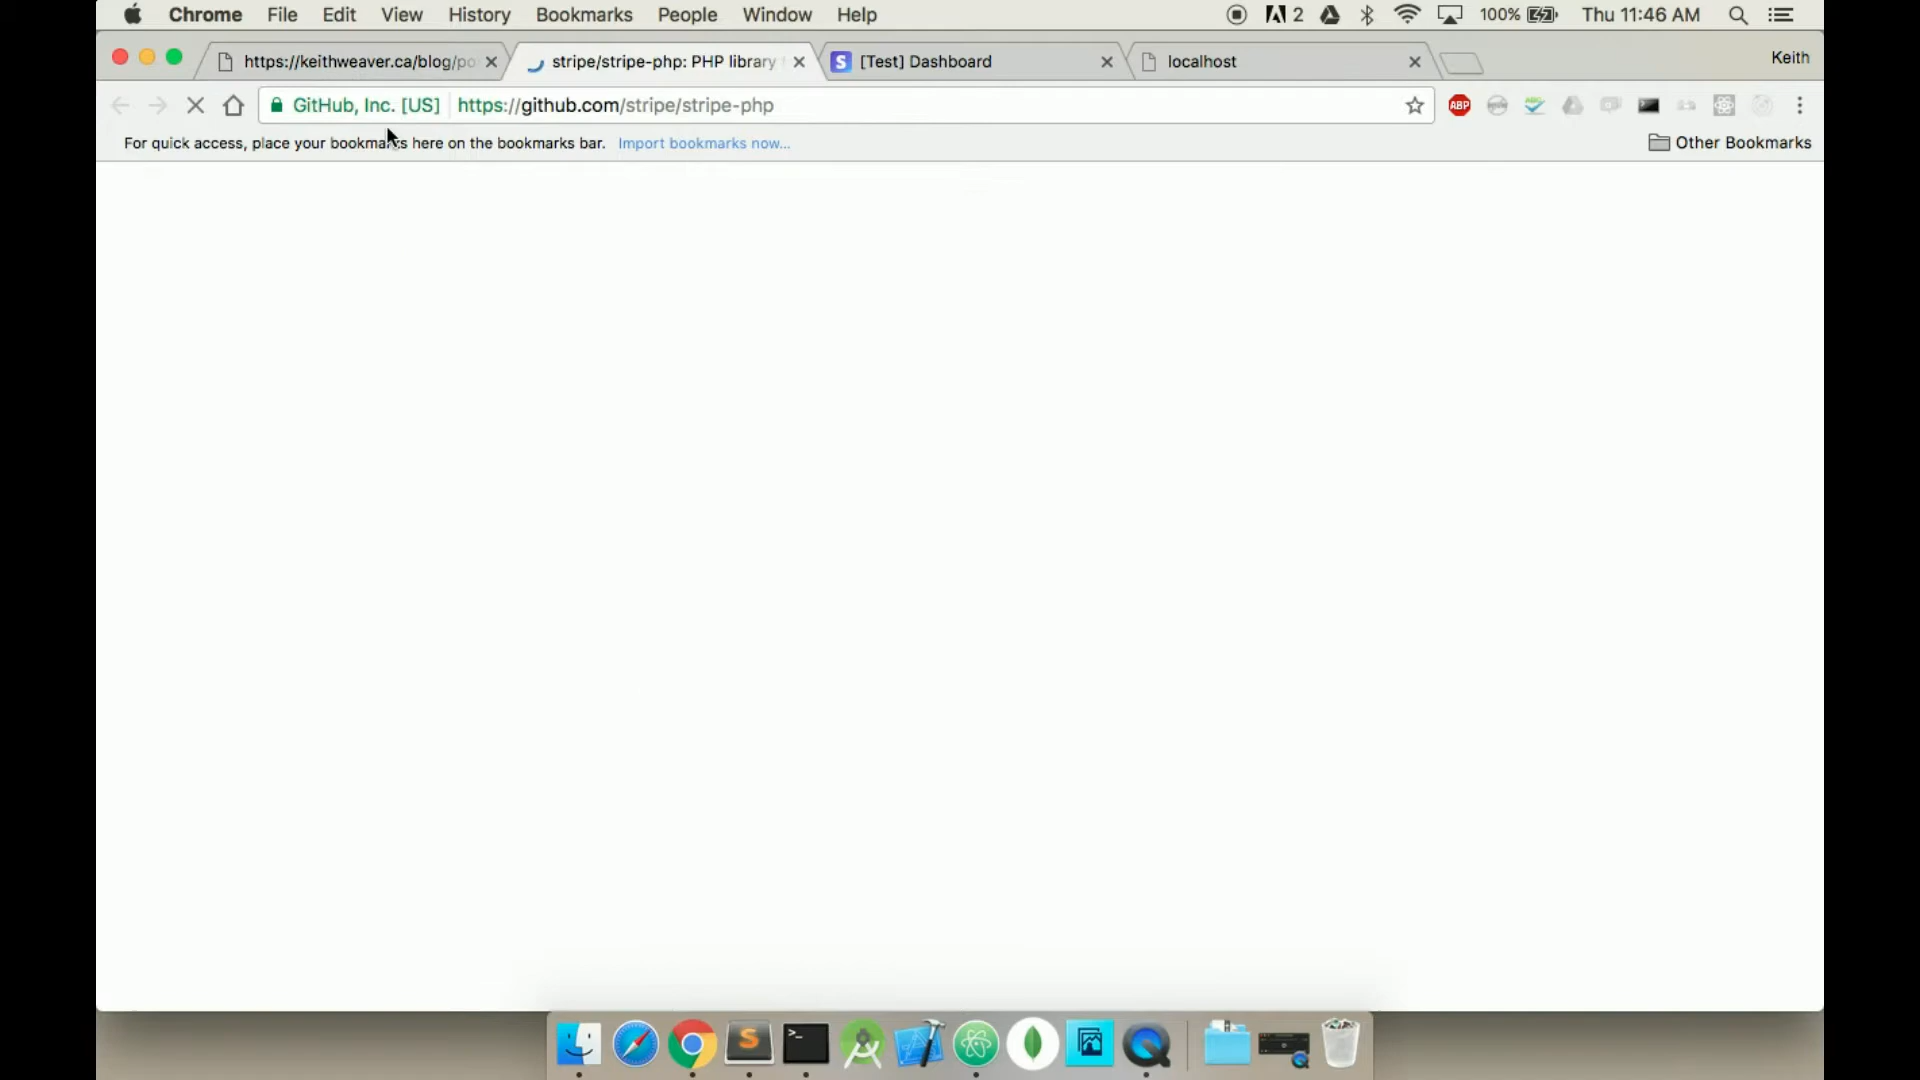 Chrome File Edit View History Bookmarks People Window Help 2 100% Thu 11:46 AM
https://keithweaver.ca/blog/po stripe/stripe-php: PHP library S [Test] Dashboard localhost Keith
GitHub, Inc. [US] https://github.com/stripe/stripe-php ABP
For quick access, place your bookmarks here on the bookmarks bar. Import bookmarks now... Other Bookmarks
S >_